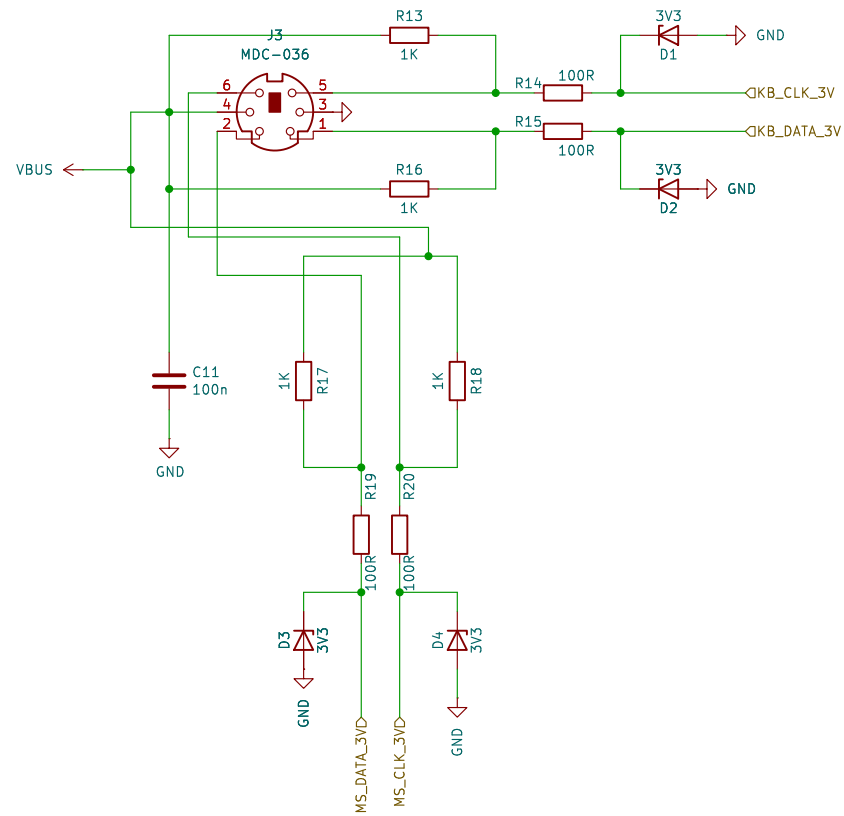 R13
1K
J3
MDC-036
3V3
D1
GND
6
5
4
3
2
1
R14
100R
KB_CLK_3V
R15
100R
KB_DATA_3V
VBUS
R16
1K
3V3
D2
GND
C11
100n
GND
1K
R17
1K
R18
R19
100R
R20
100R
D3
3V3
GND
D4
3V3
GND
MS_DATA_3V
MS_CLK_3V